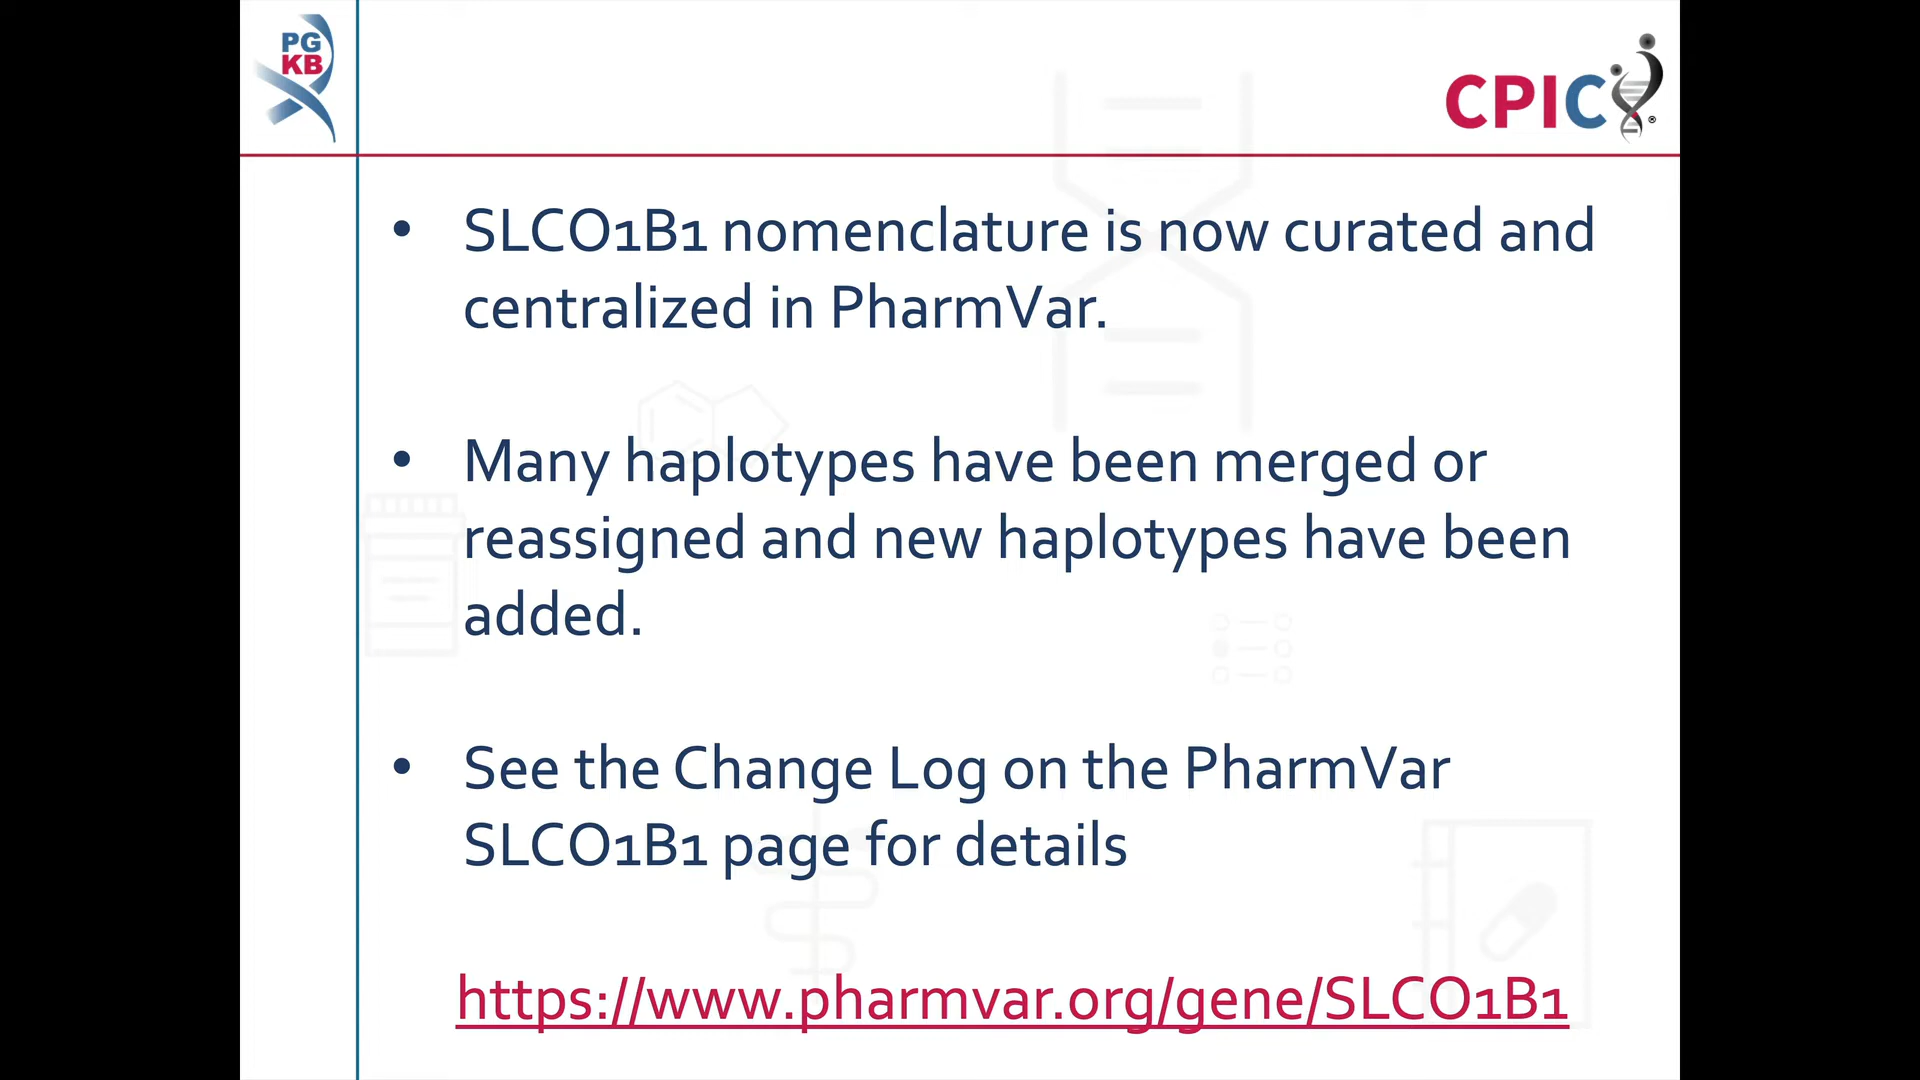 PG
KB
CPIC®
• SLCO1B1 nomenclature is now curated and
centralized in PharmVar.
• Many haplotypes have been merged or
reassigned and new haplotypes have been
added.
• See the Change Log on the PharmVar
SLCO1B1 page for details
https://www.pharmvar.org/gene/SLCO1B1